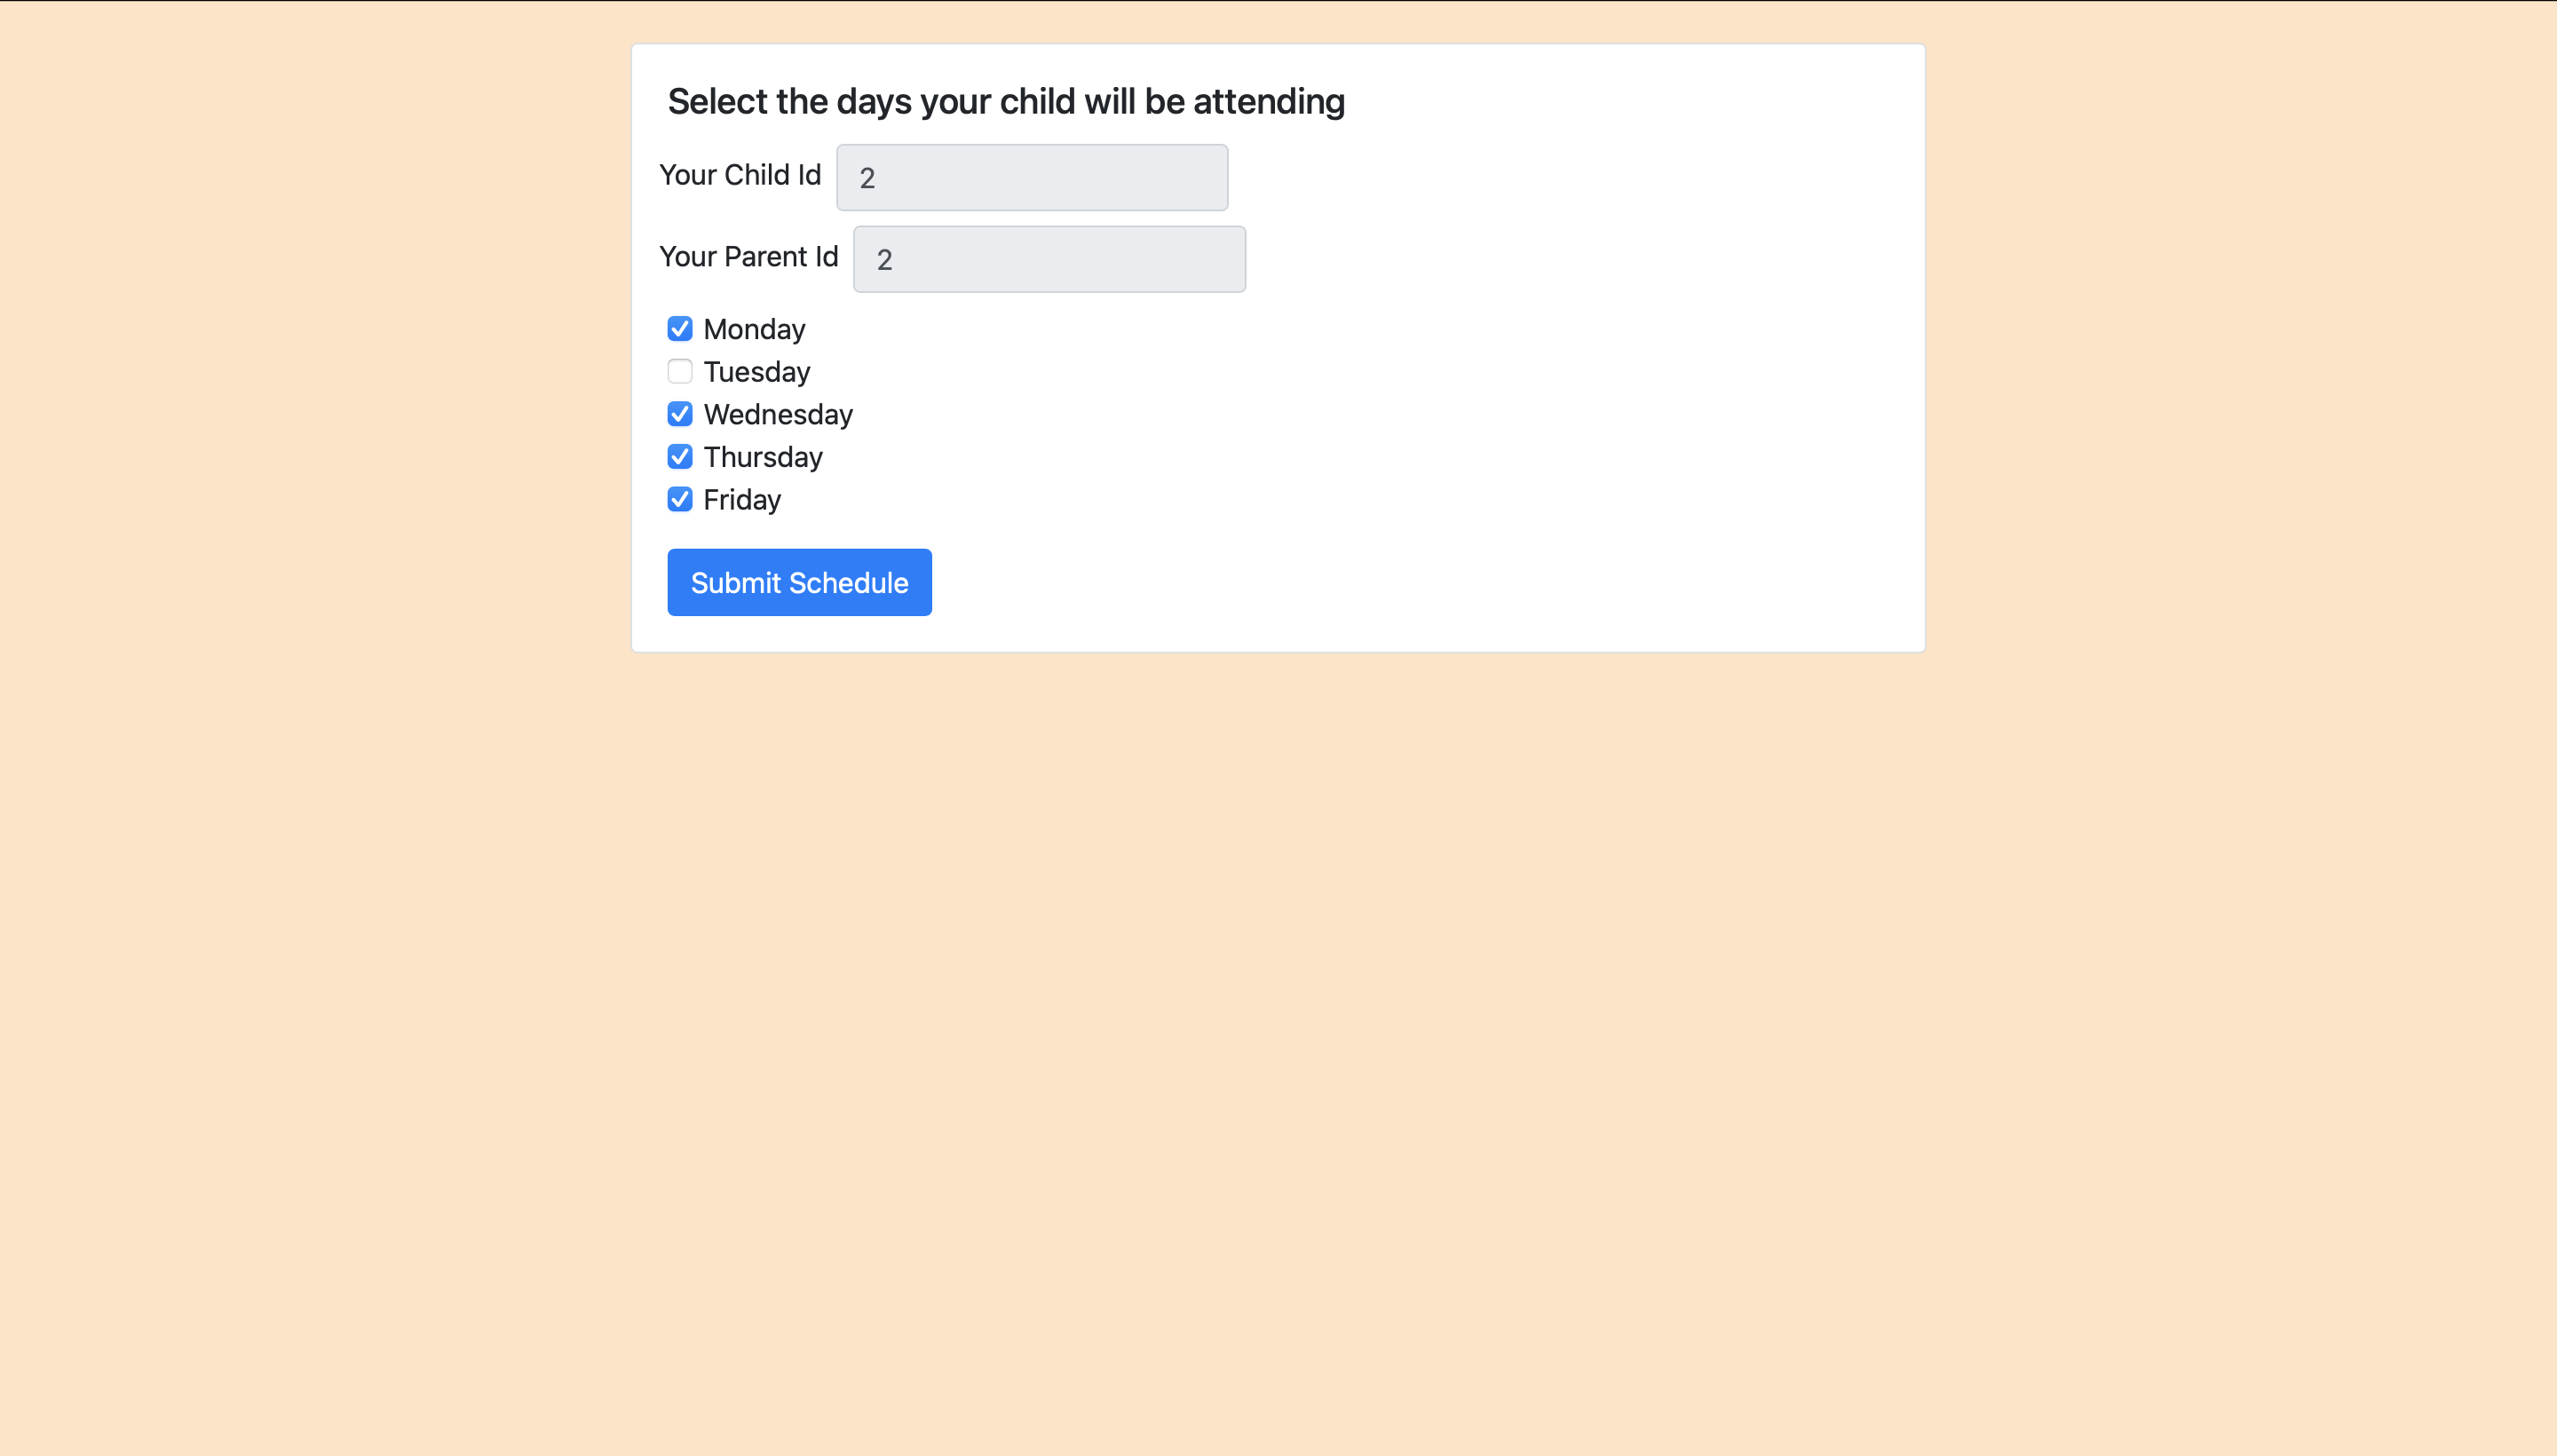 Select the days your child will be attending
Your Child Id 2
Your Parent Id 2
Monday
Tuesday
Wednesday
Thursday
Friday
Submit Schedule